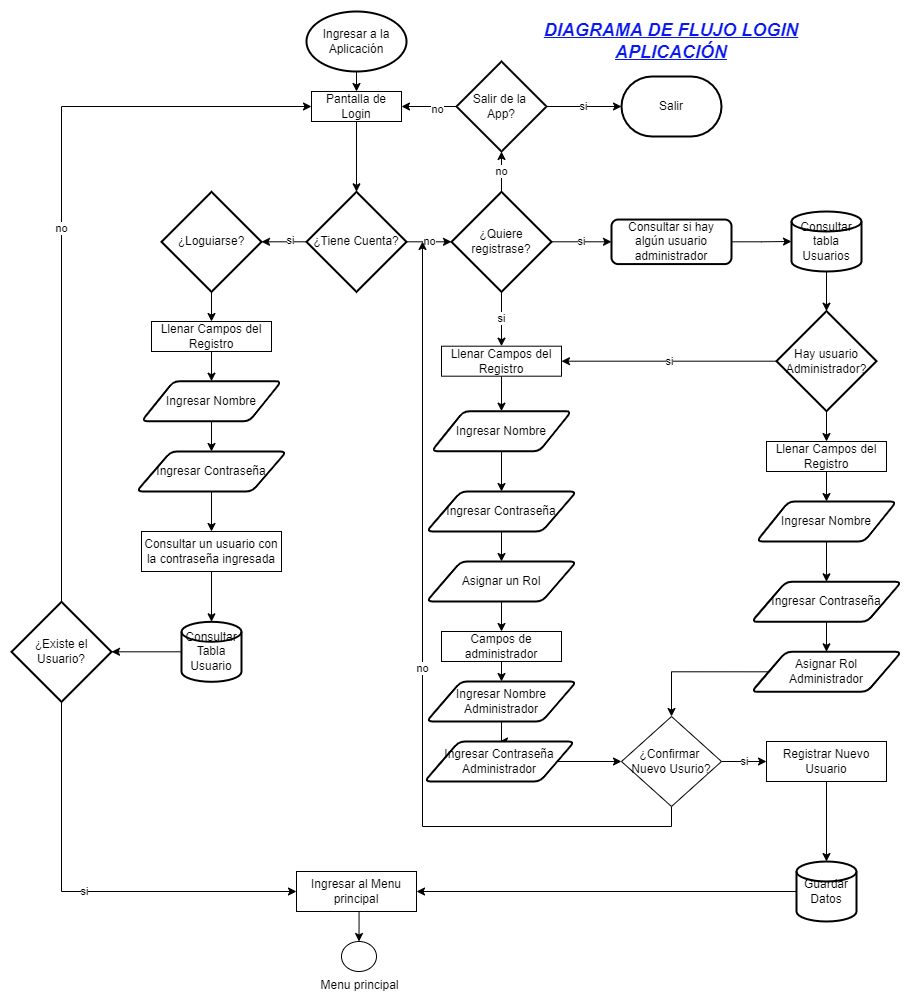 Ingresar a la
Aplicación
DIAGRAMA DE FLUJO LOGIN
APLICACIÓN
Pantalla de
Login
no
Salir de la
App?
si
Salir
no
no
¿Loguiarse?
si
¿Tiene Cuenta?
no
¿Quiere
registrase?
si
Consultar si hay
algún usuario
administrador
Consultar
tabla
Usuarios
si
Llenar Campos del
Registro
Llenar Campos del
Registro
si
Hay usuario
Administrador?
Ingresar Nombre
Ingresar Nombre
Llenar Campos del
Registro
Ingresar Contraseña
Ingresar Contraseña
Ingresar Nombre
Consultar un usuario con
la contraseña ingresada
Asignar un Rol
Ingresar Contraseña
¿Existe el
Usuario?
Consultar
Tabla
Usuario
no
Campos de
administrador
Asignar Rol
Administrador
Ingresar Nombre
Administrador
Ingresar Contraseña
Administrador
¿Confirmar
Nuevo Usurio?
si
Registrar Nuevo
Usuario
si
Ingresar al Menu
principal
Guardar
Datos
Menu principal